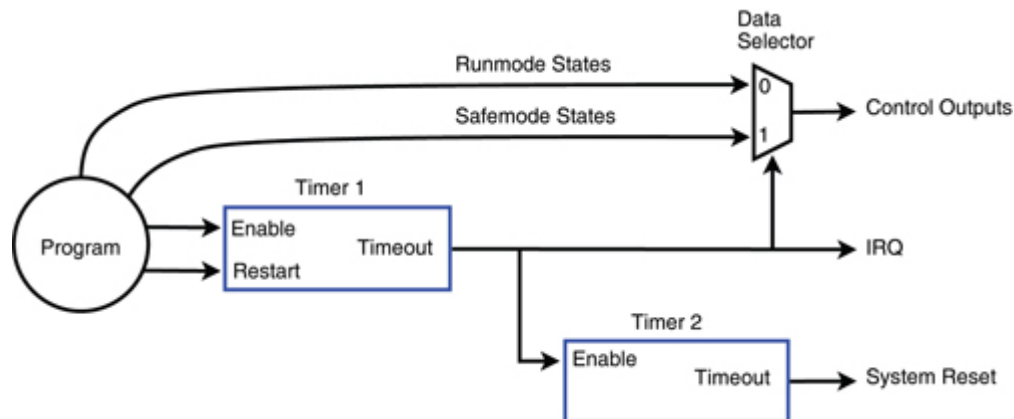 Data
Selector
Runmode States
0
Control Outputs
Safemode States
1
Timer 1
Enable
Program
Timeout
IRQ
Restart
Timer 2
Enable
Timeout
System Reset